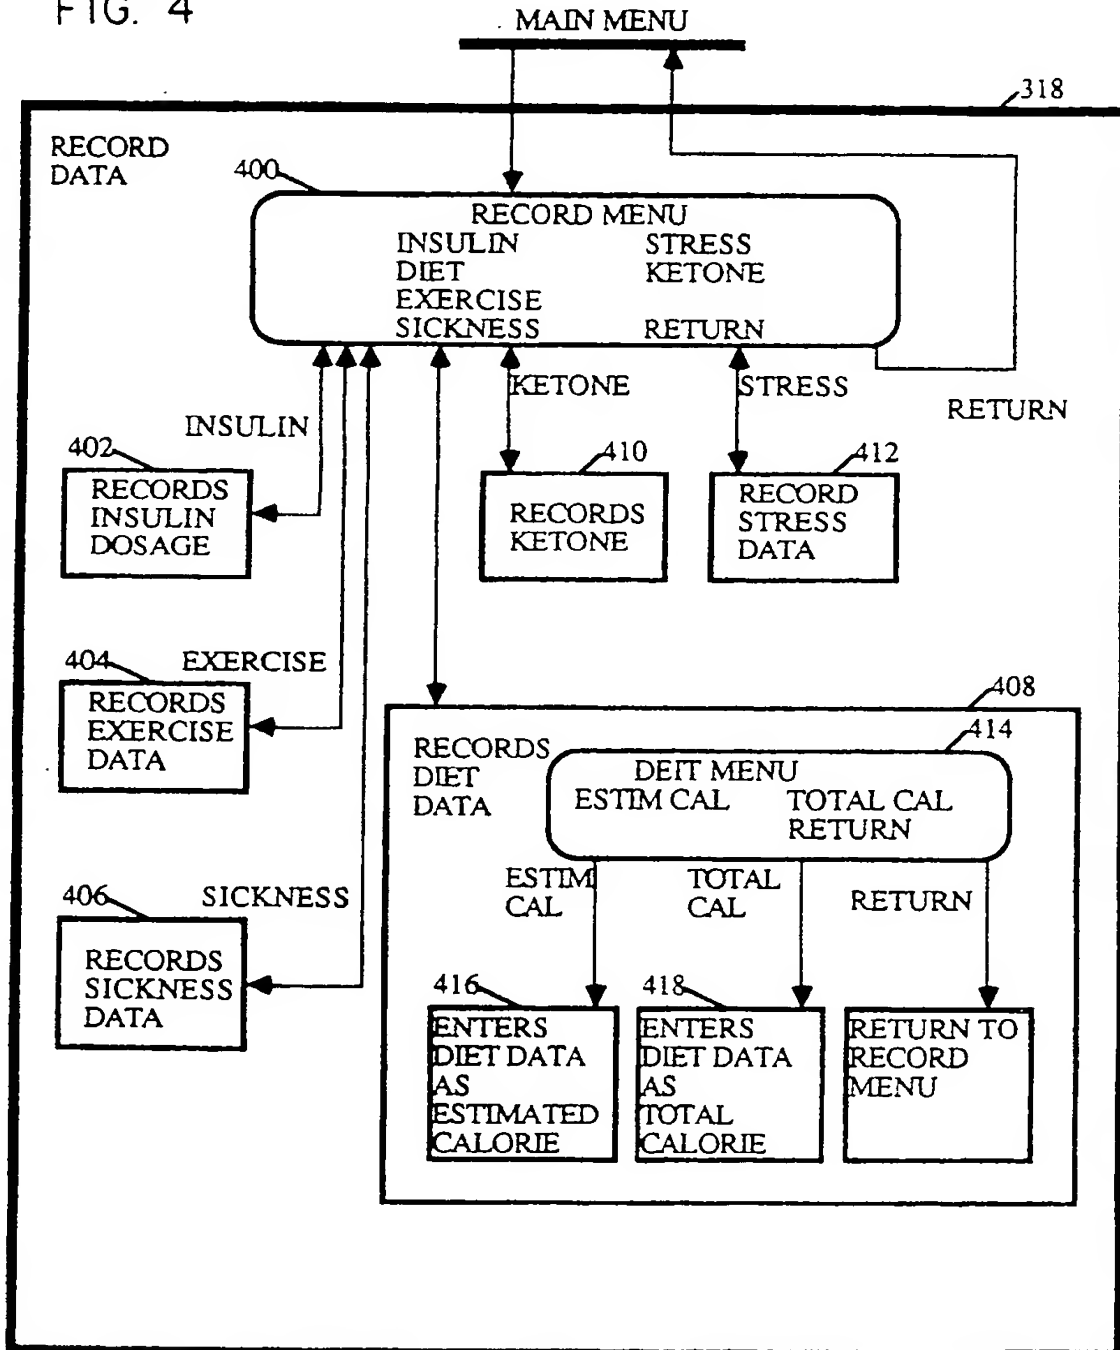 FIG. 4
MAIN MENU
318
RECORD
DATA
400
RECORD MENU
INSULIN STRESS
DIET KETONE
EXERCISE
SICKNESS RETURN
KETONE
STRESS
RETURN
INSULIN
402
RECORDS
INSULIN
DOSAGE
410
RECORDS
KETONE
412
RECORD
STRESS
DATA
404
EXERCISE
RECORDS
EXERCISE
DATA
408
RECORDS
DIET
DATA
414
DEIT MENU
ESTIM CAL TOTAL CAL
RETURN
406
SICKNESS
RECORDS
SICKNESS
DATA
ESTIM
CAL
TOTAL
CAL
RETURN
416
ENTERS
DIET DATA
AS
ESTIMATED
CALORIE
418
ENTERS
DIET DATA
AS
TOTAL
CALORIE
RETURN TO
RECORD
MENU